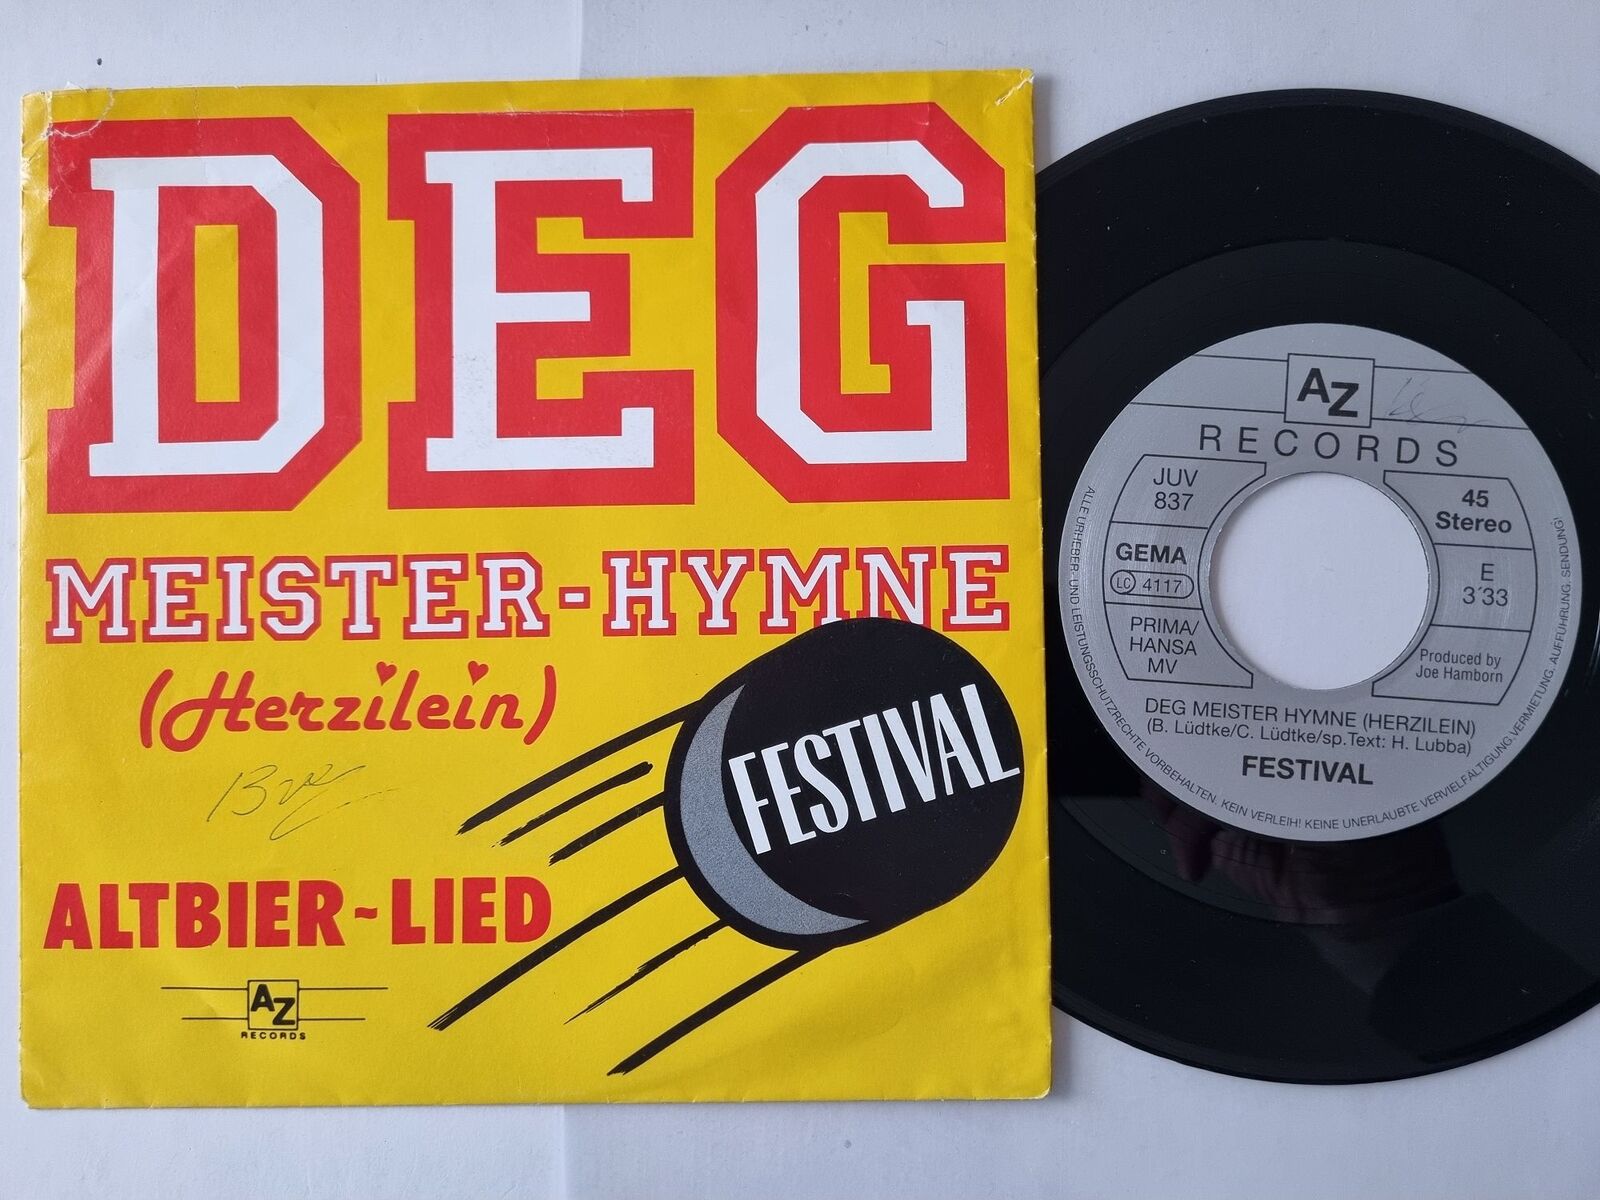 DEG
MEISTER-HYMNE
(Herzilein)
FESTIVAL
ALTBIER~LIED
AZ
RECORDS
AZ
RECORDS
JUV
837
GEMA
LC 4117
PRIMA/
HANSA
MV
45
Stereo
E
3'33
Produced by
Joe Hamborn
DEG MEISTER HYMNE (HERZILEIN)
(B. Lüdtke/C. Lüdtke/sp.Text: H. Lubba)
FESTIVAL
ALLE URHEBER- UND LEISTUNGSSCHUTZRECHTE VORBEHALTEN. KEIN VERLEIH! KEINE UNERLAUBTE VERVIELFÄLTIGUNG, VERMIETUNG, AUFFÜHRUNG, SENDUNG!